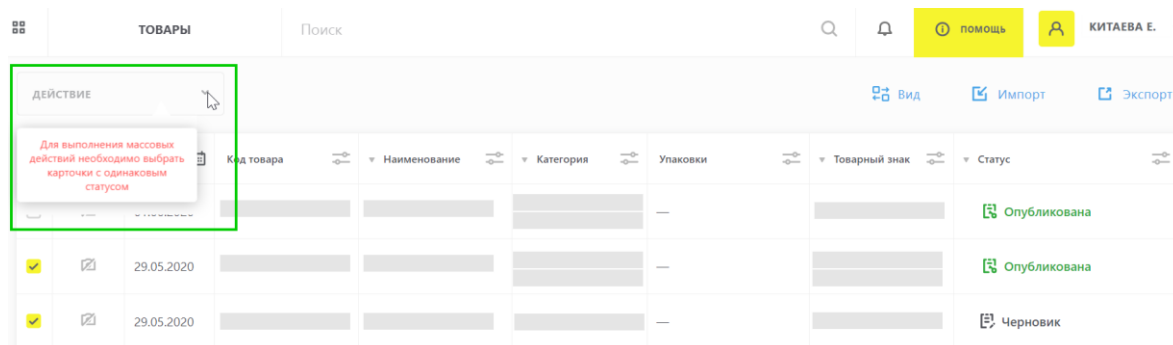 ТОВАРЫ Поиск ПОМОЩЬ КИТАЕВА Е.
ДЕЙСТВИЕ Вид Импорт Экспорт
Для выполнения массовых
действий необходимо выбрать
карточки с одинаковым
статусом
Код товара Наименование Категория Упаковки Товарный знак Статус
— Опубликована
29.05.2020 — Опубликована
29.05.2020 — Черновик